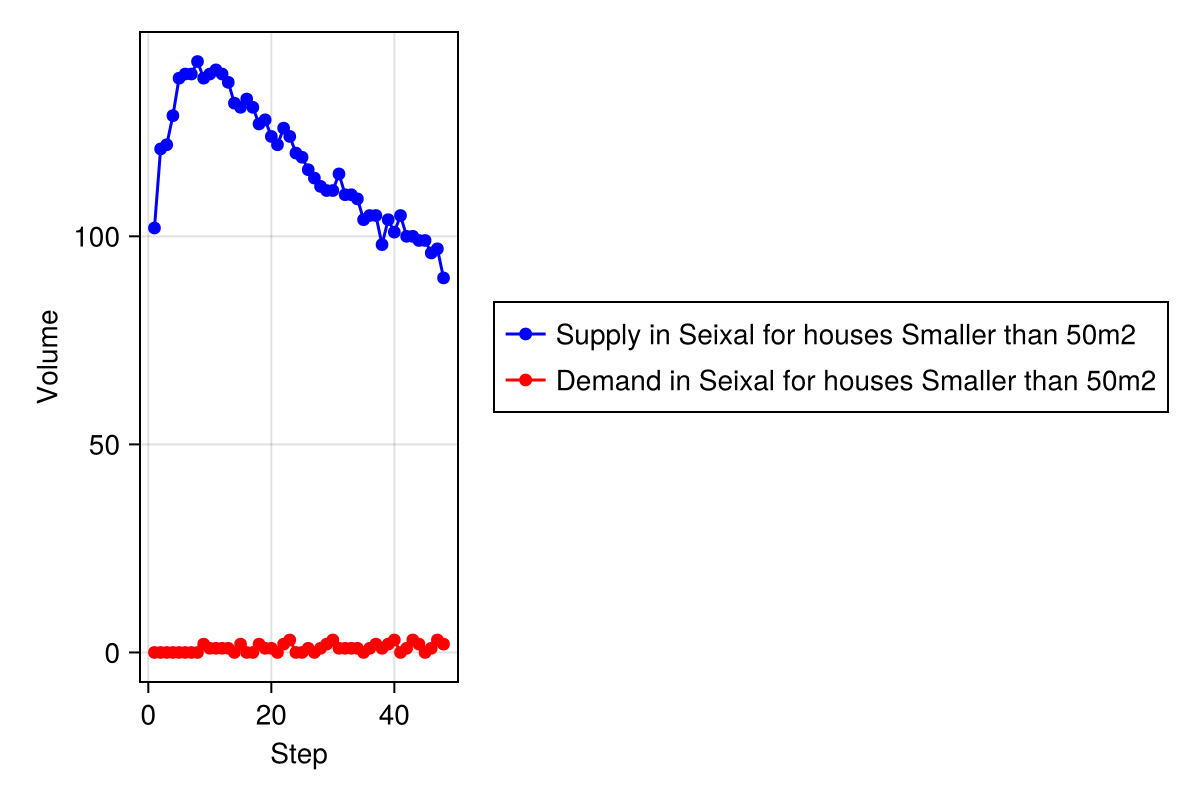 100
50
0
Volume
0 20 40
Step
Supply in Seixal for houses Smaller than 50m2
Demand in Seixal for houses Smaller than 50m2